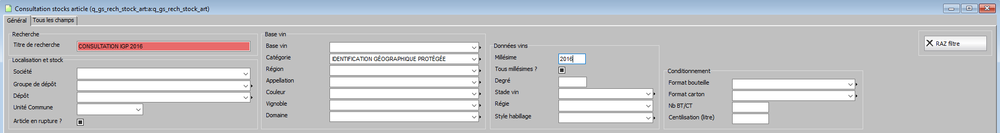 Consultation stocks article (q_gs_rech_stock_art:a:q_gs_rech_stock_art)
Général
Tous les champs
Recherche
Titre de recherche
CONSULTATION IGP 2016
Localisation et stock
Société
Groupe de dépôt
Dépôt
Unité Commune
Article en rupture ?
Base vin
Base vin
Catégorie
IDENTIFICATION GÉOGRAPHIQUE PROTÉGÉE
Région
Appellation
Couleur
Vignoble
Domaine
Données vins
Millésime
2016
Tous millésimes ?
Degré
Stade vin
Régie
Style habillage
Conditionnement
Format bouteille
Format carton
Nb BT/CT
Centilisation (litre)
RAZ filtre